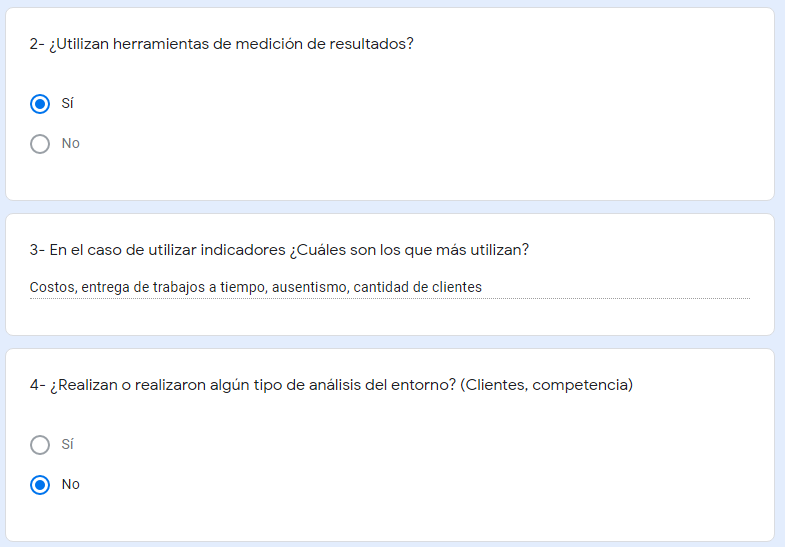 2- ¿Utilizan herramientas de medición de resultados?
Sí
No
3- En el caso de utilizar indicadores ¿Cuáles son los que más utilizan?
Costos, entrega de trabajos a tiempo, ausentismo, cantidad de clientes
4- ¿Realizan o realizaron algún tipo de análisis del entorno? (Clientes, competencia)
Sí
No